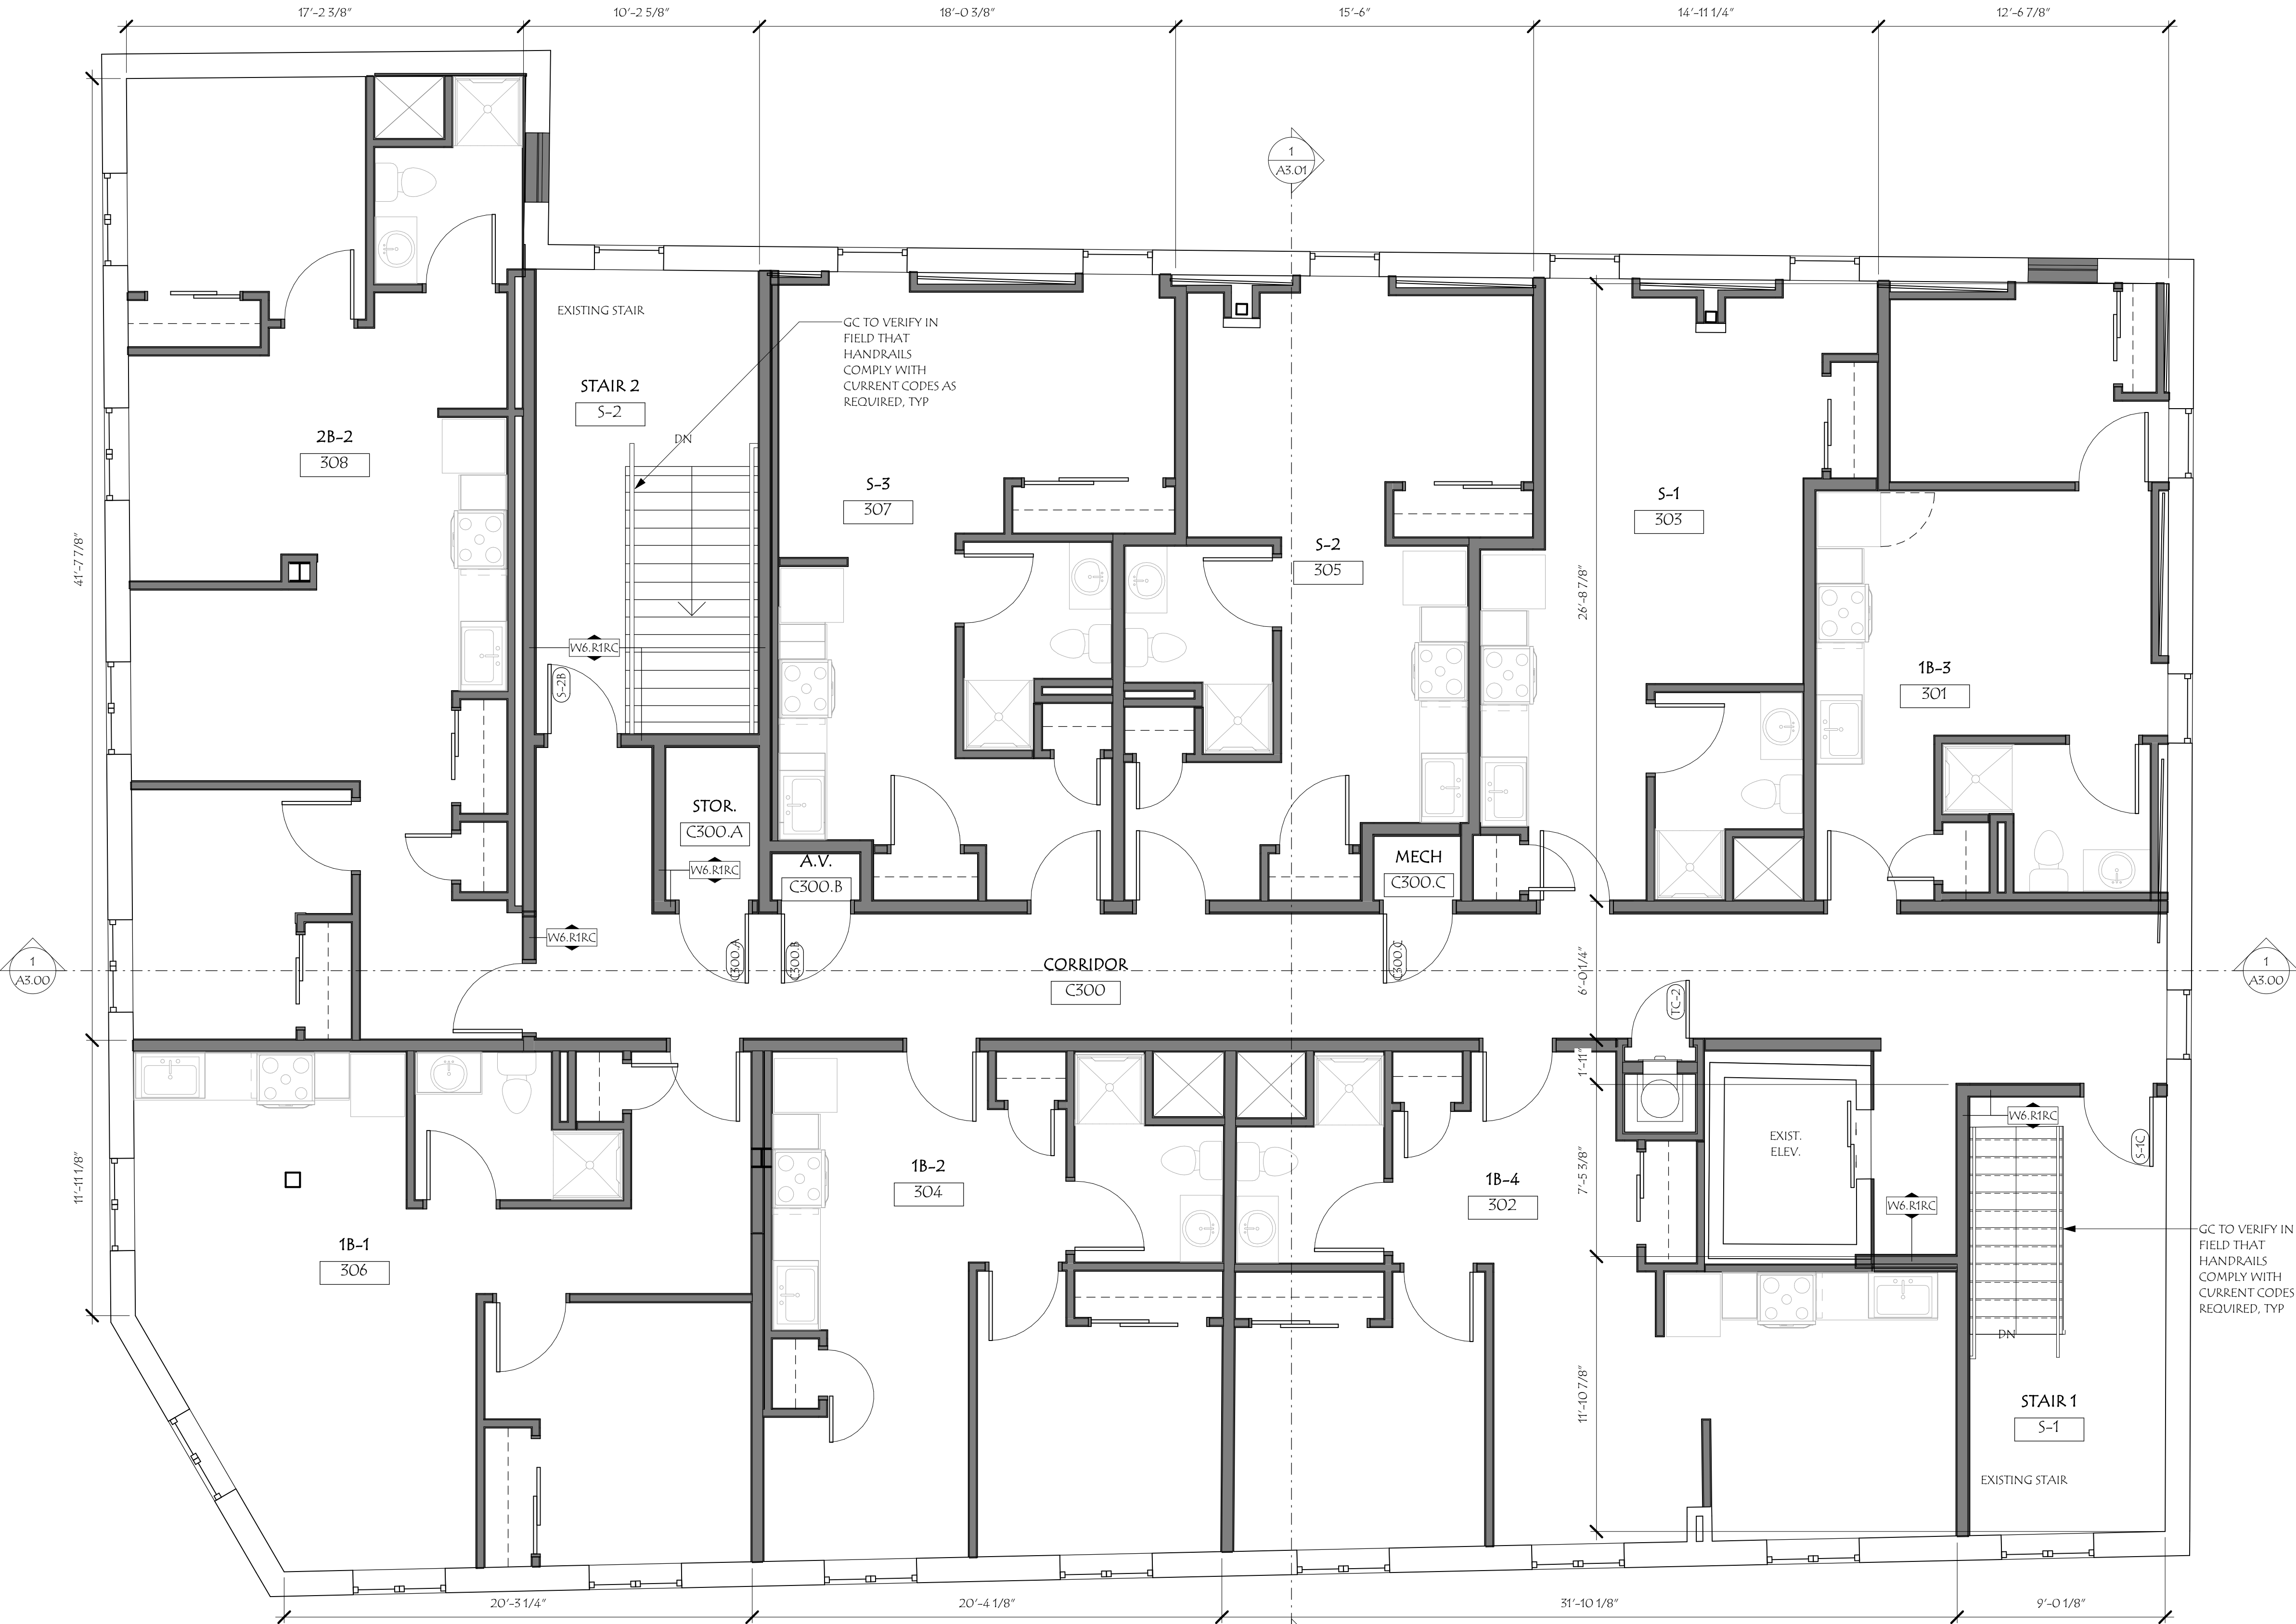 17'-2 3/8"
10'-2 5/8"
18'-0 3/8"
15'-6"
14'-11 1/4"
12'-6 7/8"
1
A3.01
EXISTING STAIR
GC TO VERIFY IN
FIELD THAT
HANDRAILS
COMPLY WITH
CURRENT CODES AS
REQUIRED, TYP
STAIR 2
S-2
DN
2B-2
308
S-3
307
S-2
305
S-1
303
1B-3
301
41'-7 7/8"
26'-8 7/8"
W6.R1RC
S-2B
STOR.
C300.A
W6.R1RC
A.V.
C300.B
MECH
C300.C
W6.R1RC
C300.A
C300.B
C300.C
1
A3.00
CORRIDOR
C300
6'-0 1/4"
1
A3.00
TC-2
1'-11"
W6.R1RC
S-1C
EXIST.
ELEV.
11'-11 1/8"
7'-5 3/8"
1B-2
304
1B-4
302
W6.R1RC
1B-1
306
GC TO VERIFY IN
FIELD THAT
HANDRAILS
COMPLY WITH
CURRENT CODES
REQUIRED, TYP
DN
11'-10 7/8"
STAIR 1
S-1
EXISTING STAIR
20'-3 1/4"
20'-4 1/8"
31'-10 1/8"
9'-0 1/8"